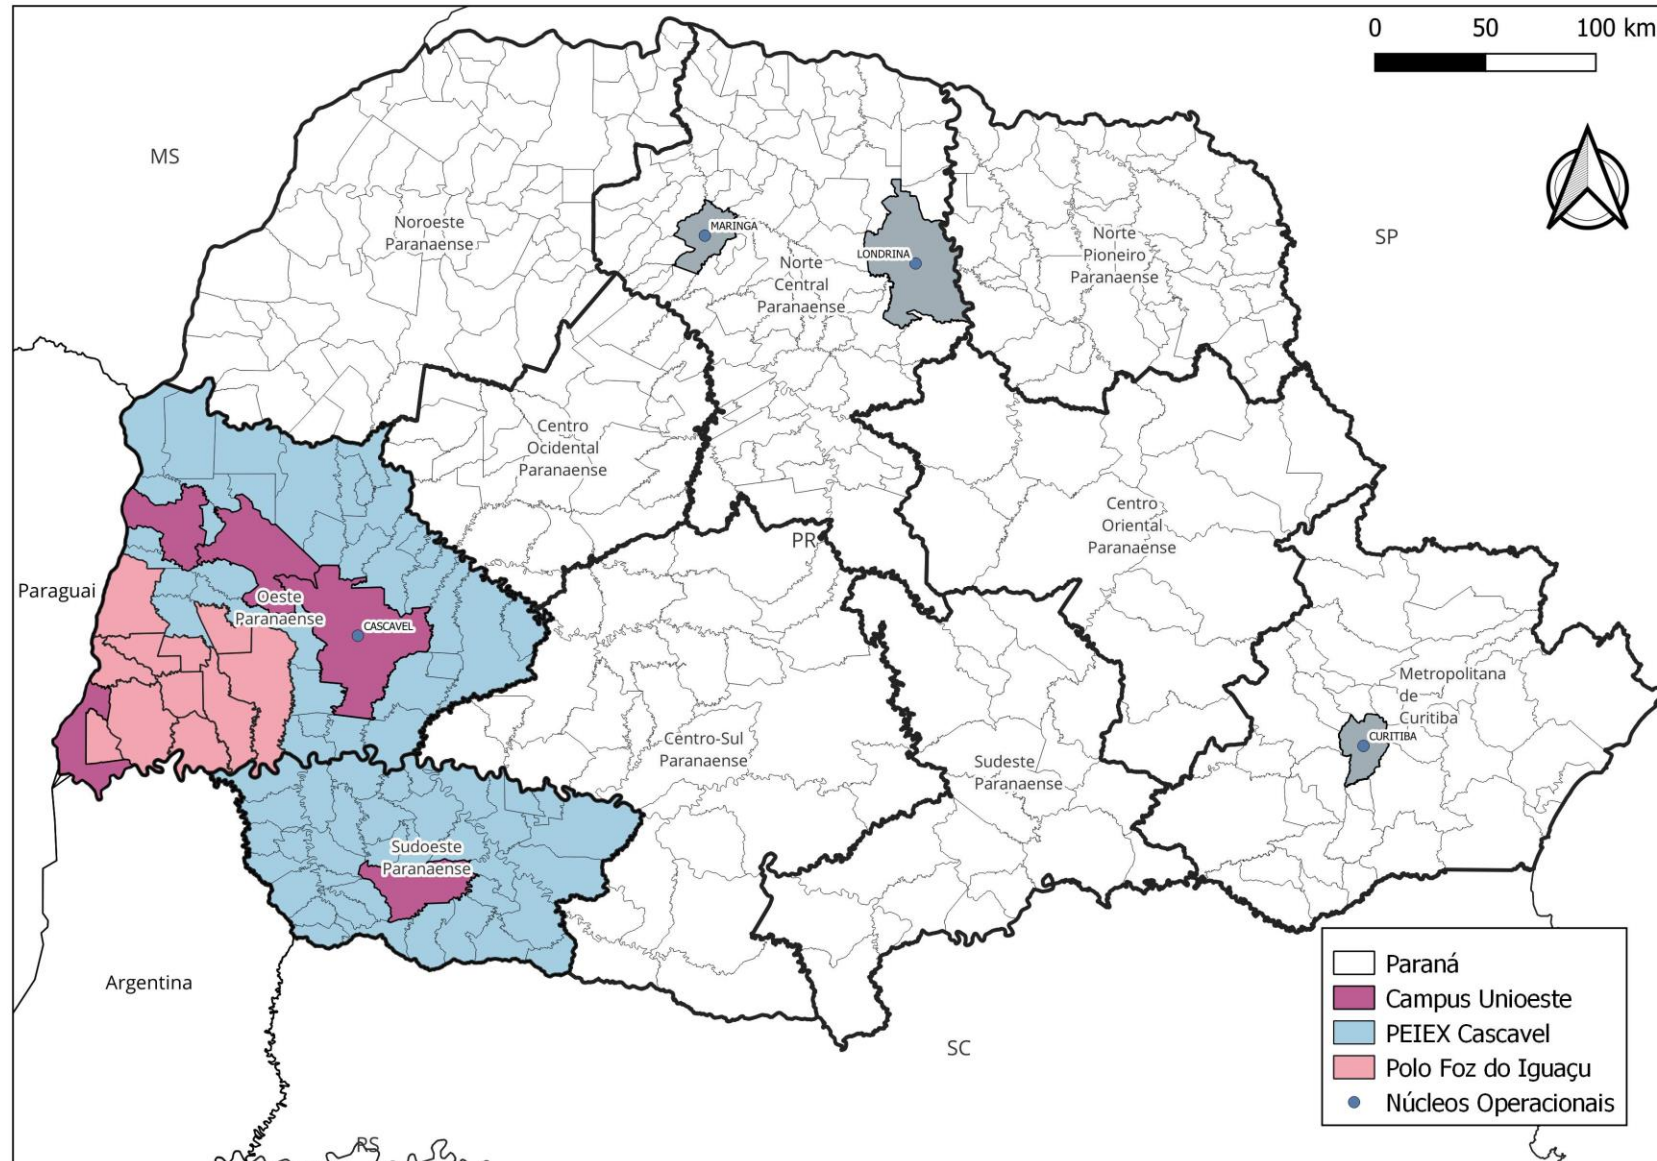 0 50 100 km
MS
SP
Noroeste
Paranaense
MARINGA
LONDRINA
Norte
Central
Paranaense
Norte
Pioneiro
Paranaense
Centro
Ocidental
Paranaense
Centro
Oriental
Paranaense
PR
Paraguai
Oeste
Paranaense
CASCAVEL
Metropolitana
de
Curitiba
CURITIBA
Centro-Sul
Paranaense
Sudeste
Paranaense
Sudoeste
Paranaense
Argentina
SC
RS
Paraná
Campus Unioeste
PEIEX Cascavel
Polo Foz do Iguaçu
Núcleos Operacionais